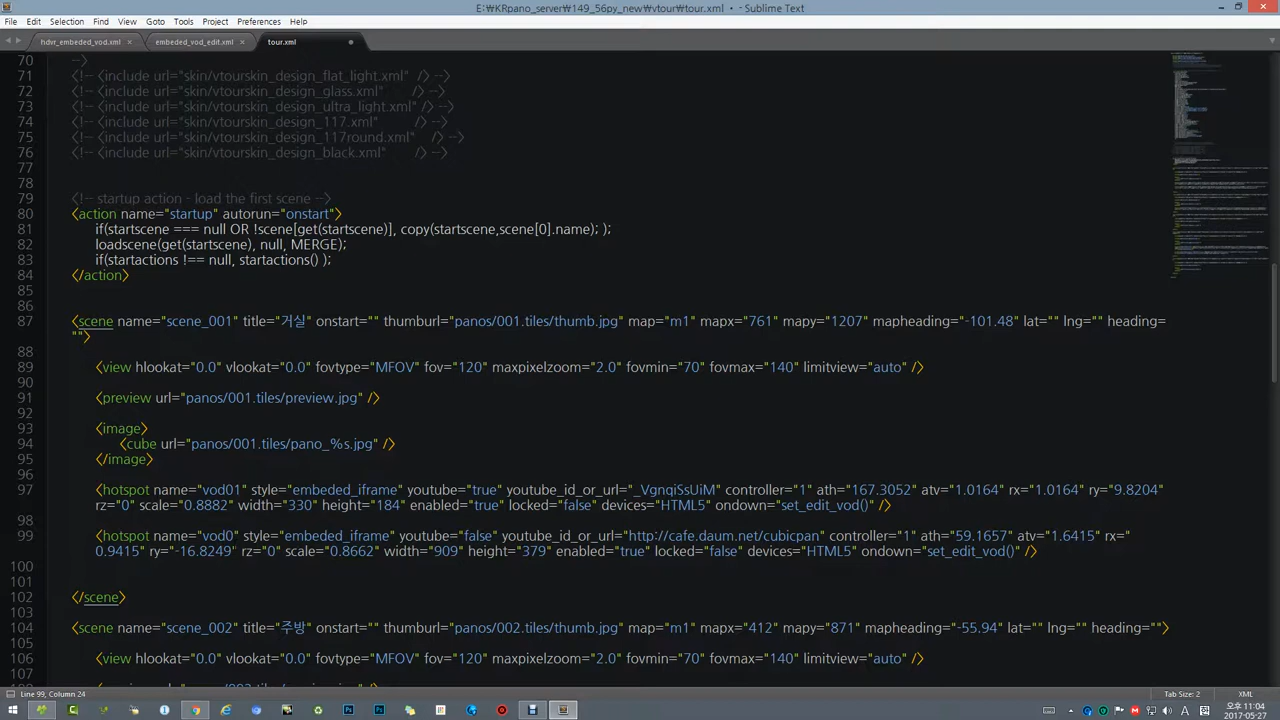 E:₩KRpano_server₩149_56py_new₩vtour₩tour.xml • - Sublime Text
File Edit Selection Find View Goto Tools Project Preferences Help
hdvr_embeded_vod.xml × embeded_vod_edit.xml × tour.xml
70 -->
71 <!-- <include url="skin/vtourskin_design_flat_light.xml" /> -->
72 <!-- <include url="skin/vtourskin_design_glass.xml" /> -->
73 <!-- <include url="skin/vtourskin_design_ultra_light.xml" /> -->
74 <!-- <include url="skin/vtourskin_design_117.xml" /> -->
75 <!-- <include url="skin/vtourskin_design_117round.xml" /> -->
76 <!-- <include url="skin/vtourskin_design_black.xml" /> -->
77
78
79 <!-- startup action - load the first scene -->
80 <action name="startup" autorun="onstart">
81 if(startscene === null OR !scene[get(startscene)], copy(startscene,scene[0].name); );
82 loadscene(get(startscene), null, MERGE);
83 if(startactions !== null, startactions() );
84 </action>
85
86
87 <scene name="scene_001" title="거실" onstart="" thumburl="panos/001.tiles/thumb.jpg" map="m1" mapx="761" mapy="1207" mapheading="-101.48" lat="" lng="" heading=
"">
88
89 <view hlookat="0.0" vlookat="0.0" fovtype="MFOV" fov="120" maxpixelzoom="2.0" fovmin="70" fovmax="140" limitview="auto" />
90
91 <preview url="panos/001.tiles/preview.jpg" />
92
93 <image>
94 <cube url="panos/001.tiles/pano_%s.jpg" />
95 </image>
96
97 <hotspot name="vod01" style="embeded_iframe" youtube="true" youtube_id_or_url="_VgnqiSsUiM" controller="1" ath="167.3052" atv="1.0164" rx="1.0164" ry="9.8204"
rz="0" scale="0.8882" width="330" height="184" enabled="true" locked="false" devices="HTML5" ondown="set_edit_vod()" />
98
99 <hotspot name="vod0" style="embeded_iframe" youtube="false" youtube_id_or_url="http://cafe.daum.net/cubicpan" controller="1" ath="59.1657" atv="1.6415" rx="
0.9415" ry="-16.8249" rz="0" scale="0.8662" width="909" height="379" enabled="true" locked="false" devices="HTML5" ondown="set_edit_vod()" />
100
101
102 </scene>
103
104 <scene name="scene_002" title="주방" onstart="" thumburl="panos/002.tiles/thumb.jpg" map="m1" mapx="412" mapy="871" mapheading="-55.94" lat="" lng="" heading="">
105
106 <view hlookat="0.0" vlookat="0.0" fovtype="MFOV" fov="120" maxpixelzoom="2.0" fovmin="70" fovmax="140" limitview="auto" />
107
Line 99, Column 24 Tab Size: 2 XML
오후 11:04
2017-05-27